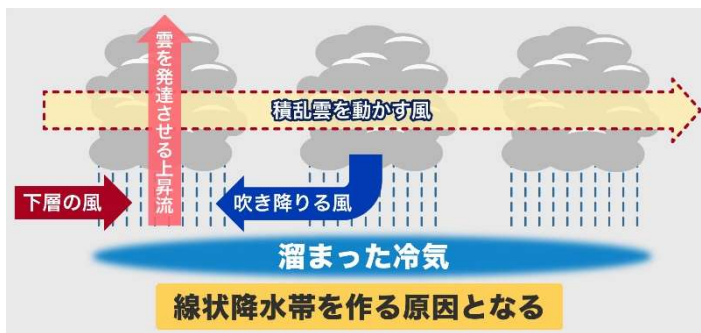 雲を発達させる上昇流
積乱雲を動かす風
下層の風
吹き降りる風
溜まった冷気
線状降水帯を作る原因となる